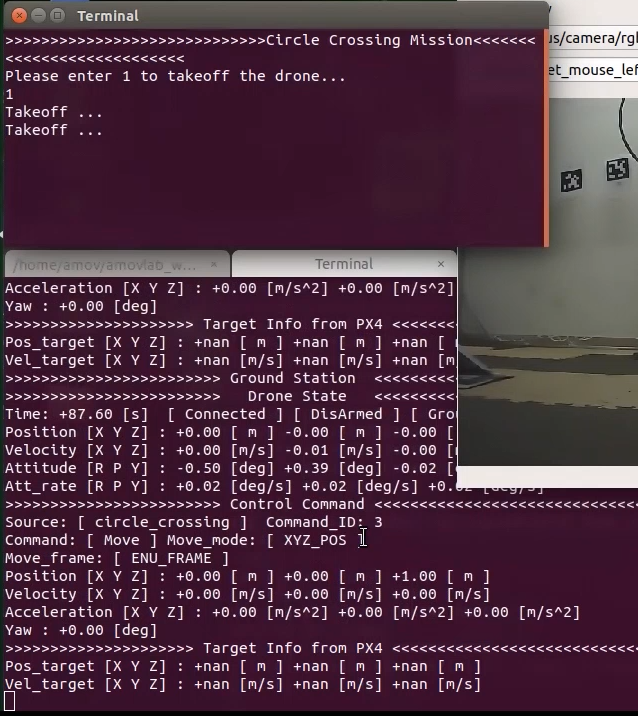 Terminal
>>>>>>>>>>>>>>>>>>>>>>>>>>>>>Circle Crossing Mission<<<<<<<
<<<<<<<<<<<<<<<<<<<<
Please enter 1 to takeoff the drone...
1
Takeoff ...
Takeoff ...
us/camera/rgb
et_mouse_left
/home/amov/amovlab_w... ×
Terminal ×
Acceleration [X Y Z] : +0.00 [m/s^2] +0.00 [m/s^2]
Yaw : +0.00 [deg]
>>>>>>>>>>>>>>>>>>>>> Target Info from PX4 <<<<<<<
Pos_target [X Y Z] : +nan [ m ] +nan [ m ] +nan [
Vel_target [X Y Z] : +nan [m/s] +nan [m/s] +nan [m
>>>>>>>>>>>>>>>>>>>>>>>> Ground Station <<<<<<<<<
>>>>>>>>>>>>>>>>>>>>>>>> Drone State <<<<<<<<<
Time: +87.60 [s] [ Connected ] [ DisArmed ] [ Gro
Position [X Y Z] : +0.00 [ m ] -0.00 [ m ] -0.00 [
Velocity [X Y Z] : +0.00 [m/s] -0.01 [m/s] -0.00 [
Attitude [R P Y] : -0.50 [deg] +0.39 [deg] -0.02 [
Att_rate [R P Y] : +0.02 [deg/s] +0.02 [deg/s] +0.02 [deg/s]
>>>>>>>>>>>>>>>>>>>>>>>> Control Command <<<<<<<<<<<<<<<<<<<<<<<<<<<<<
Source: [ circle_crossing ] Command_ID: 3
Command: [ Move ] Move_mode: [ XYZ_POS ]
Move_frame: [ ENU_FRAME ]
Position [X Y Z] : +0.00 [ m ] +0.00 [ m ] +1.00 [ m ]
Velocity [X Y Z] : +0.00 [m/s] +0.00 [m/s] +0.00 [m/s]
Acceleration [X Y Z] : +0.00 [m/s^2] +0.00 [m/s^2] +0.00 [m/s^2]
Yaw : +0.00 [deg]
>>>>>>>>>>>>>>>>>>>>> Target Info from PX4 <<<<<<<<<<<<<<<<<<<<<<<<<<<
Pos_target [X Y Z] : +nan [ m ] +nan [ m ] +nan [ m ]
Vel_target [X Y Z] : +nan [m/s] +nan [m/s] +nan [m/s]